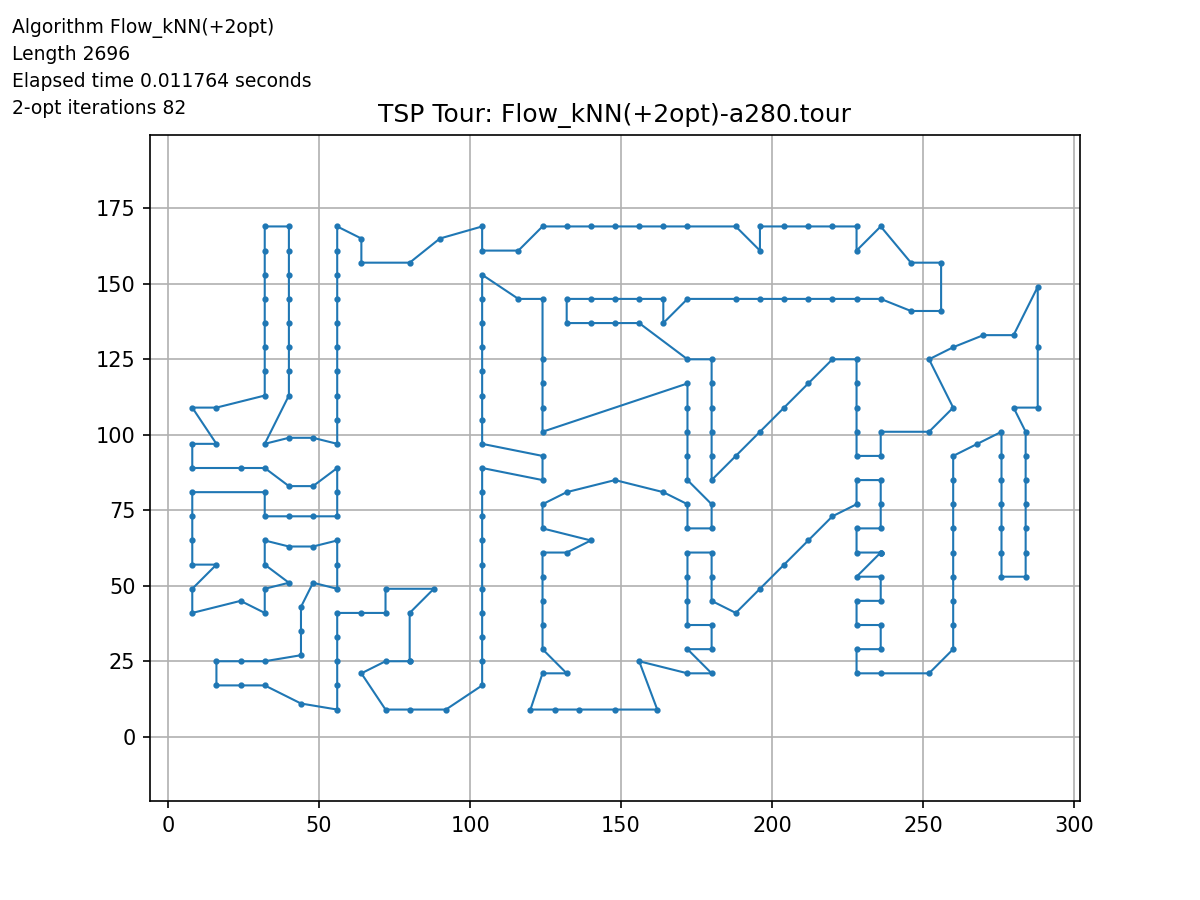 Algorithm Flow_kNN(+2opt)
Length 2696
Elapsed time 0.011764 seconds
2-opt iterations 82
TSP Tour: Flow_kNN(+2opt)-a280.tour
175
150
125
100
75
50
25
0
0 50 100 150 200 250 300